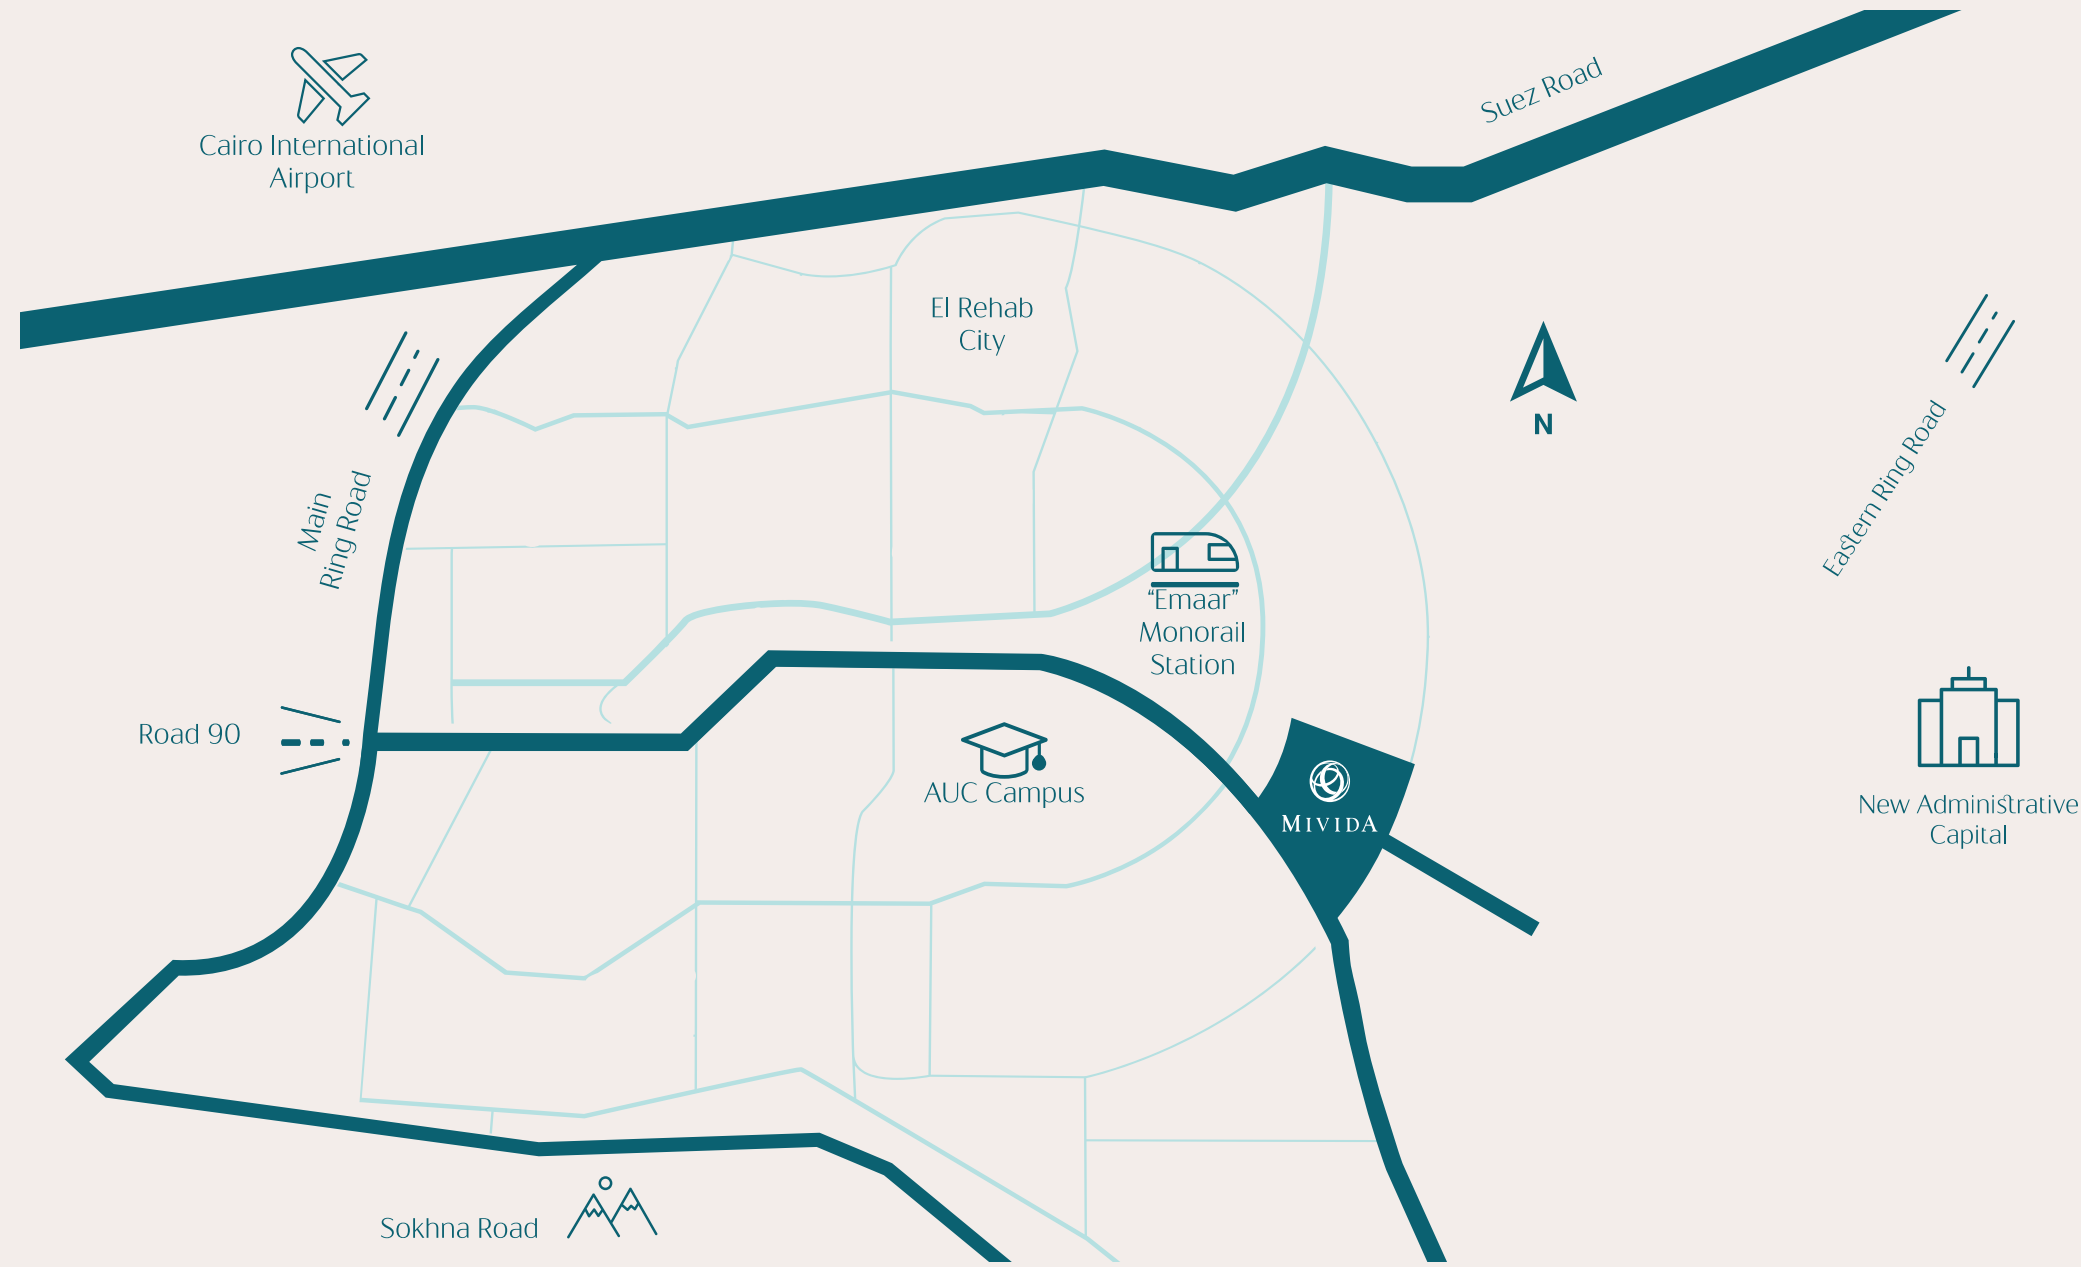 Suez Road
Cairo International
Airport
El Rehab
City
N
Main
Ring Road
Eastern Ring Road
“Emaar”
Monorail
Station
Road 90
AUC Campus
MIVIDA
New Administrative
Capital
Sokhna Road